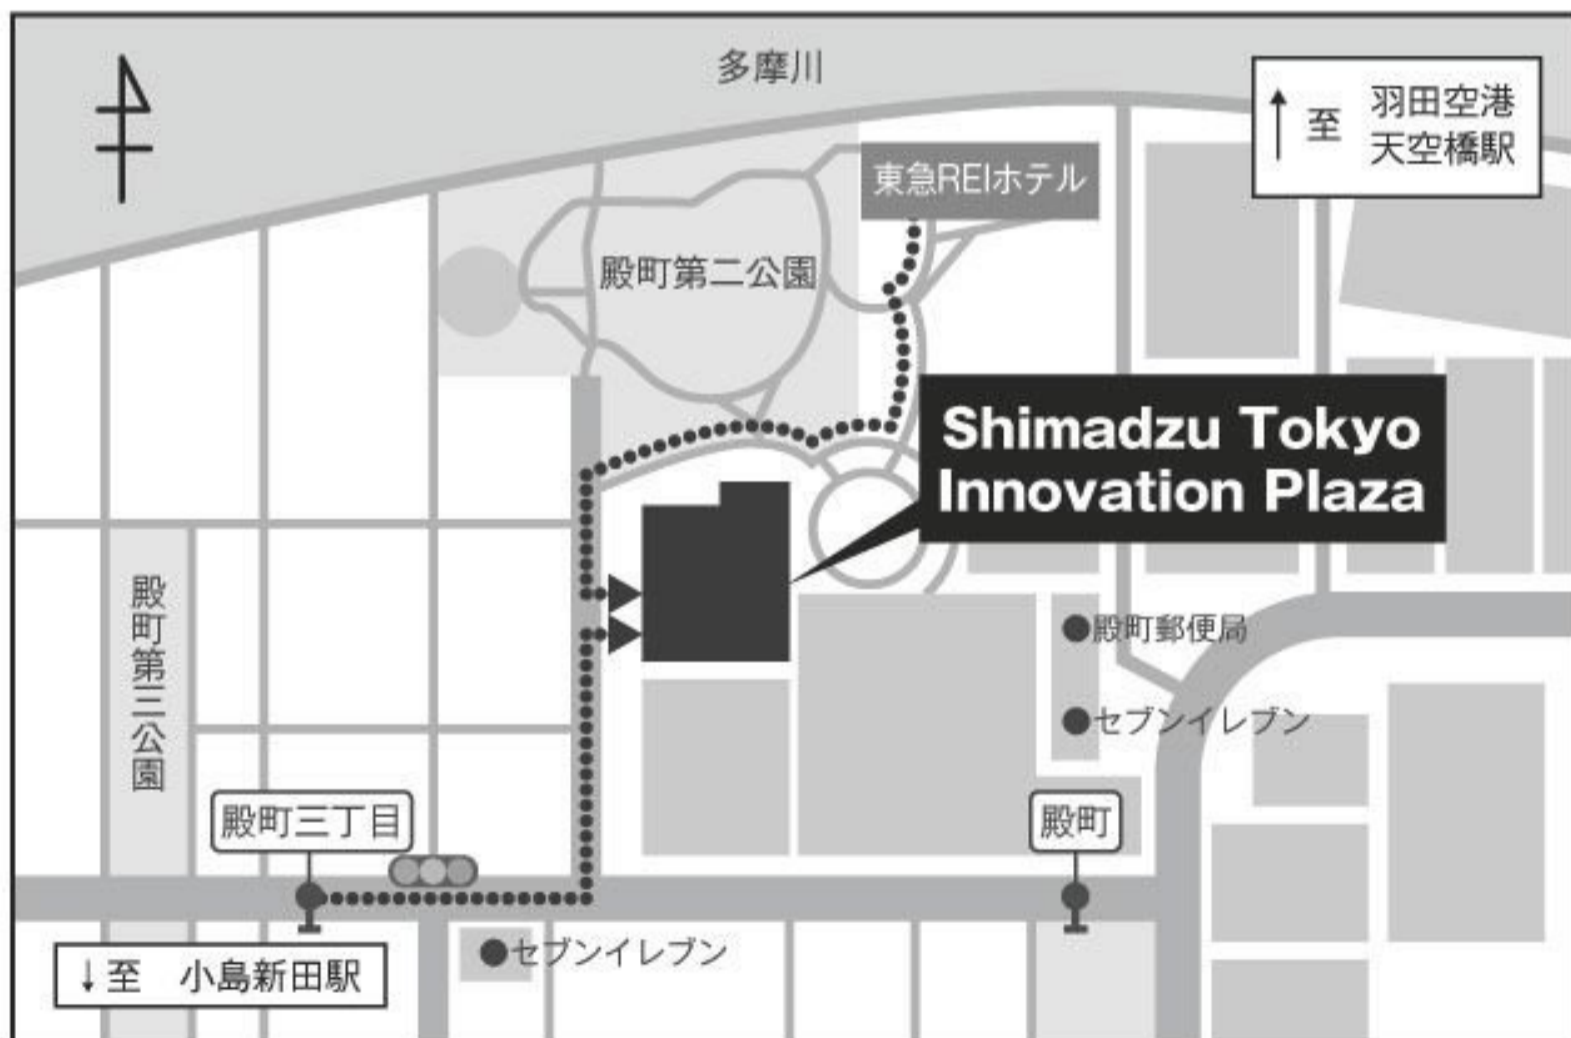 多摩川
↑至 羽田空港
天空橋駅
東急REIホテル
殿町第二公園
Shimadzu Tokyo
Innovation Plaza
殿町第三公園
殿町郵便局
セブンイレブン
殿町三丁目
殿町
セブンイレブン
↓至 小島新田駅